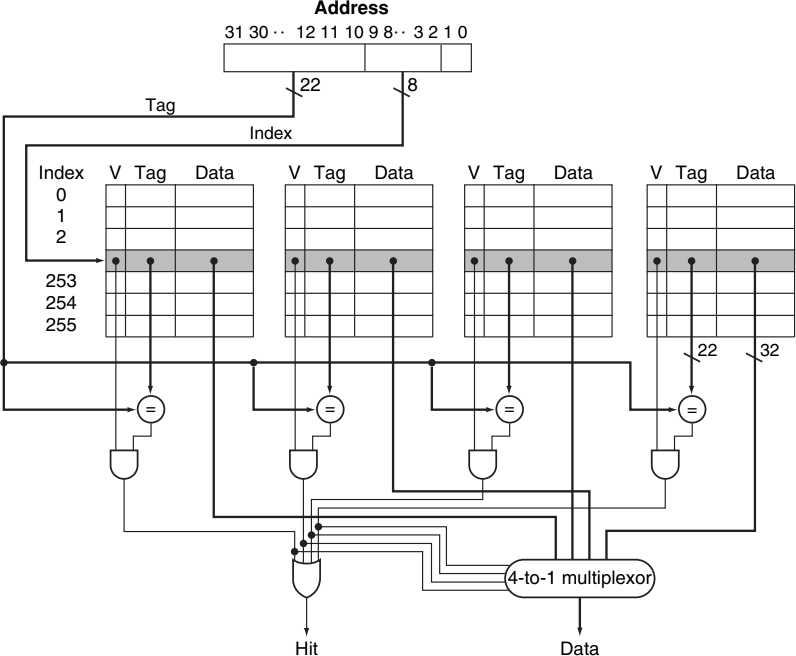 Address
31 30 ·· 12 11 10 9 8·· 3 2 1 0
22
8
Tag
Index
Index V Tag Data V Tag Data V Tag Data V Tag Data
0
1
2
253
254
255
22 32
= = = =
4-to-1 multiplexor
Hit Data